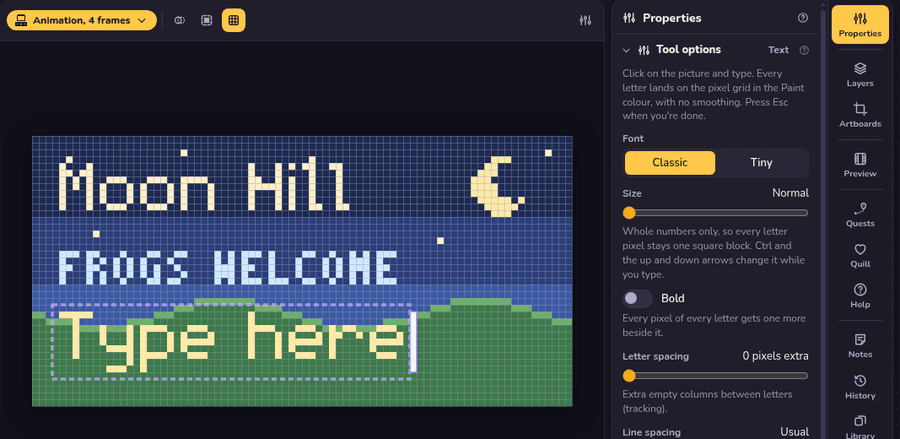 Animation, 4 frames
Moon Hill
FROGS WELCOME
Type here
Properties
Tool options
Text
Click on the picture and type. Every
letter lands on the pixel grid in the Paint
colour, with no smoothing. Press Esc
when you're done.
Font
Classic
Tiny
Size
Normal
Whole numbers only, so every letter
pixel stays one square block. Ctrl and
the up and down arrows change it while
you type.
Bold
Every pixel of every letter gets one more
beside it.
Letter spacing
0 pixels extra
Extra empty columns between letters
(tracking).
Line spacing
Usual
Properties
Layers
Artboards
Preview
Quests
Quill
Help
Notes
History
Library